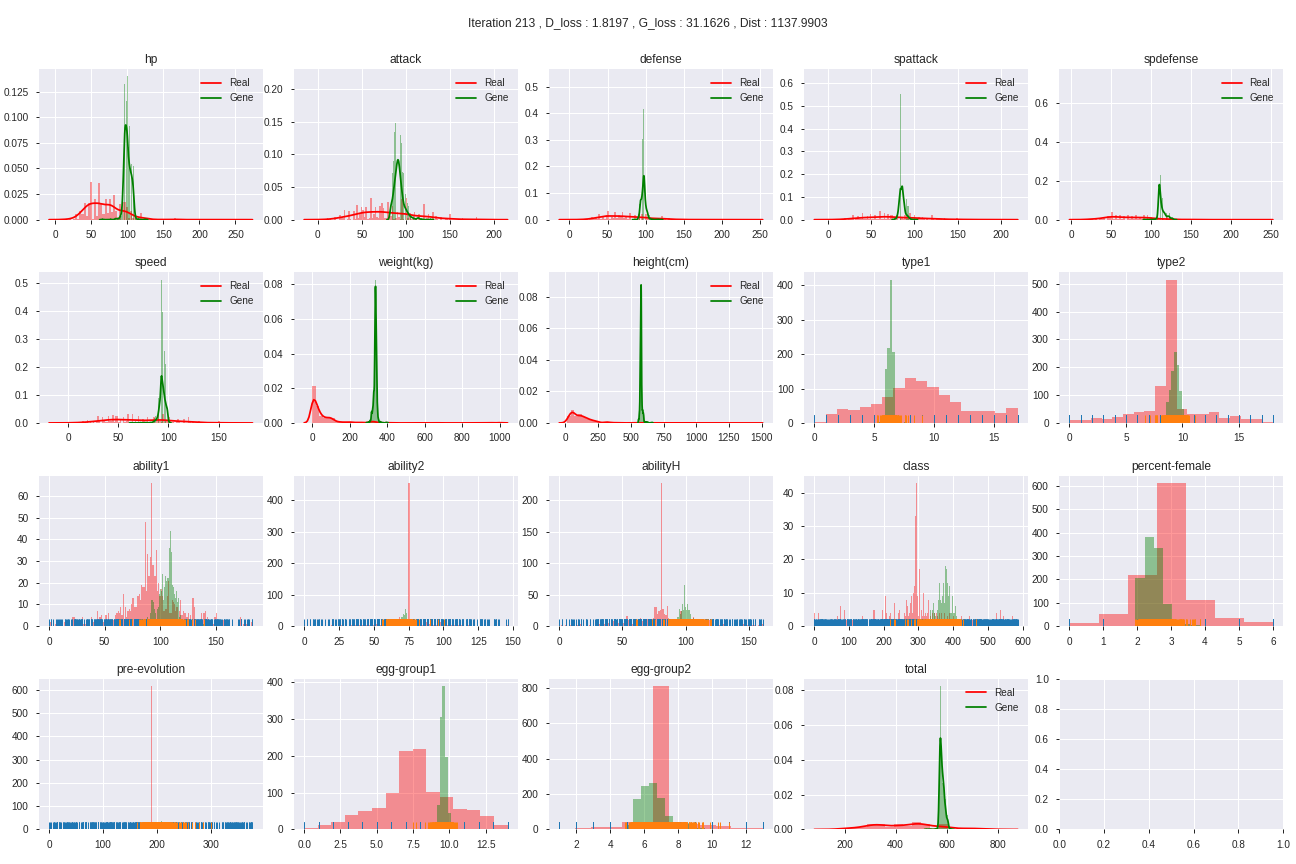 Iteration 213 , D_loss : 1.8197 , G_loss : 31.1626 , Dist : 1137.9903
hp attack defense spattack spdefense
Real Real Real Real Real
Gene Gene Gene Gene Gene
0.125 0.100 0.075 0.050 0.025 0.000
0.20 0.15 0.10 0.05 0.00
0.5 0.4 0.3 0.2 0.1 0.0
0.6 0.5 0.4 0.3 0.2 0.1 0.0
0.6 0.4 0.2 0.0
0 50 100 150 200 250
0 50 100 150 200
0 50 100 150 200 250
0 50 100 150 200
0 50 100 150 200 250
speed weight(kg) height(cm) type1 type2
Real Real Real
Gene Gene Gene
0.5 0.4 0.3 0.2 0.1 0.0
0.08 0.06 0.04 0.02 0.00
0.08 0.06 0.04 0.02 0.00
400 300 200 100 0
500 400 300 200 100 0
0 50 100 150
0 200 400 600 800 1000
0 250 500 750 1000 1250 1500
0 5 10 15
0 5 10 15
ability1 ability2 abilityH class percent-female
60 50 40 30 20 10 0
400 300 200 100 0
200 150 100 50 0
40 30 20 10 0
600 500 400 300 200 100 0
0 50 100 150
0 25 50 75 100 125 150
0 50 100 150
0 100 200 300 400 500 600
0 1 2 3 4 5 6
pre-evolution egg-group1 egg-group2 total
Real
Gene
600 500 400 300 200 100 0
400 300 200 100 0
800 600 400 200 0
0.08 0.06 0.04 0.02 0.00
1.0 0.8 0.6 0.4 0.2 0.0
0 100 200 300
0.0 2.5 5.0 7.5 10.0 12.5
2 4 6 8 10 12
200 400 600 800
0.0 0.2 0.4 0.6 0.8 1.0